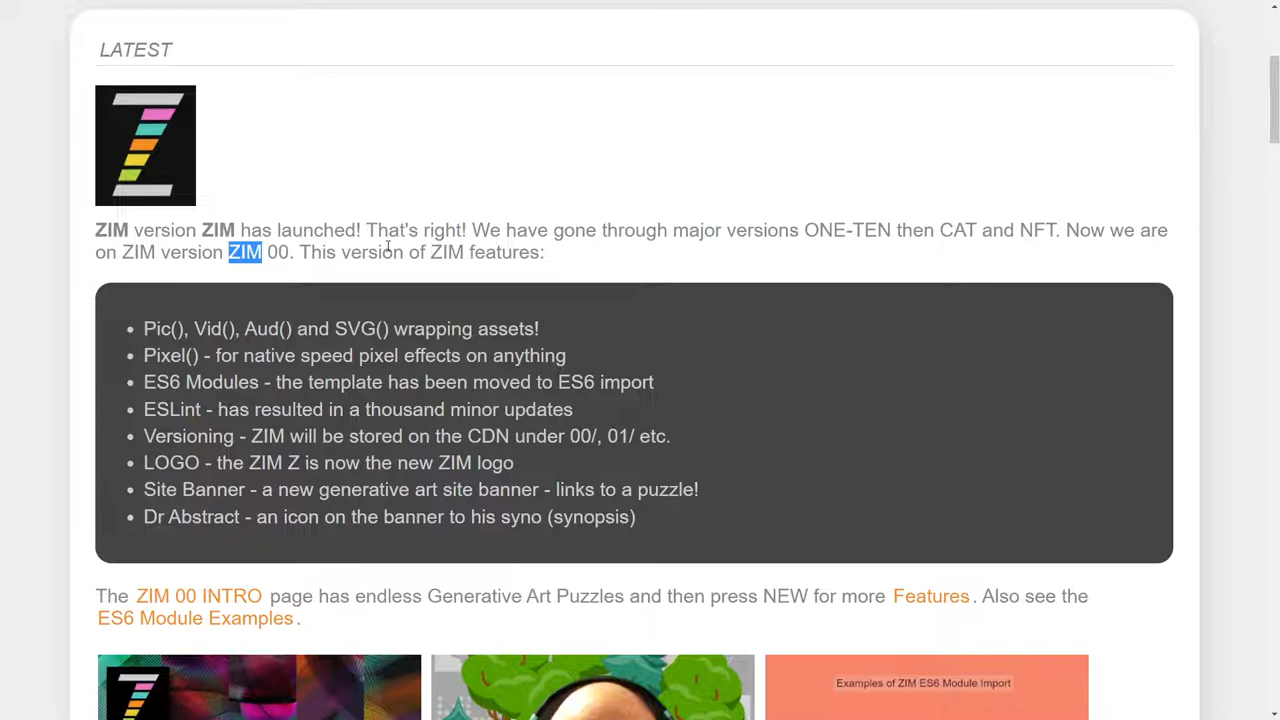 LATEST
ZIM version ZIM has launched! That's right! We have gone through major versions ONE-TEN then CAT and NFT. Now we are
on ZIM version ZIM 00. This version of ZIM features:
• Pic(), Vid(), Aud() and SVG() wrapping assets!
• Pixel() - for native speed pixel effects on anything
• ES6 Modules - the template has been moved to ES6 import
• ESLint - has resulted in a thousand minor updates
• Versioning - ZIM will be stored on the CDN under 00/, 01/ etc.
• LOGO - the ZIM Z is now the new ZIM logo
• Site Banner - a new generative art site banner - links to a puzzle!
• Dr Abstract - an icon on the banner to his syno (synopsis)
The ZIM 00 INTRO page has endless Generative Art Puzzles and then press NEW for more Features. Also see the
ES6 Module Examples.
Examples of ZIM ES6 Module Import